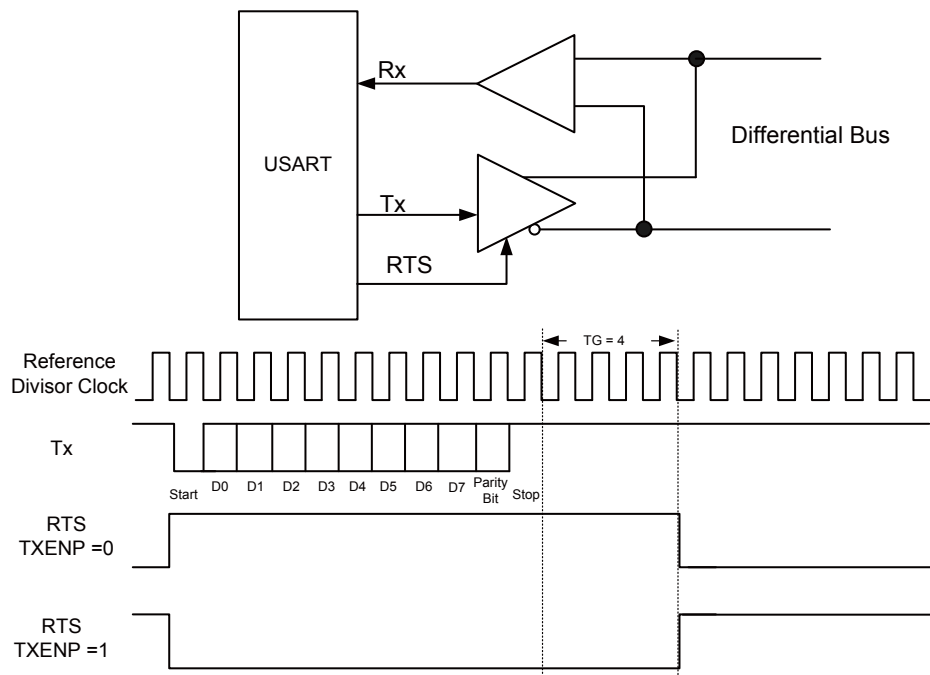 Rx
USART
Differential Bus
Tx
RTS
TG = 4
Reference
Divisor Clock
Tx
Start
D0
D1
D2
D3
D4
D5
D6
D7
Parity
Bit
Stop
RTS
TXENP =0
RTS
TXENP =1